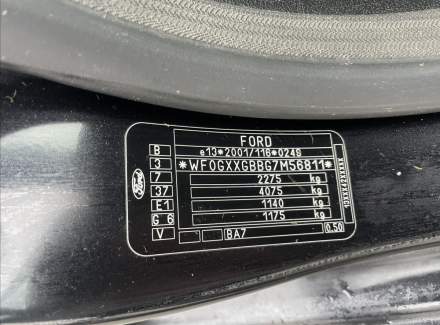 FORD
B e13*2001/116*0249
3 *WF0GXXGBBG7M56811*
7 2275 kg
37 4075 kg
E1 1140 kg
G 6 1175 kg
V BA7 0.50
Ford